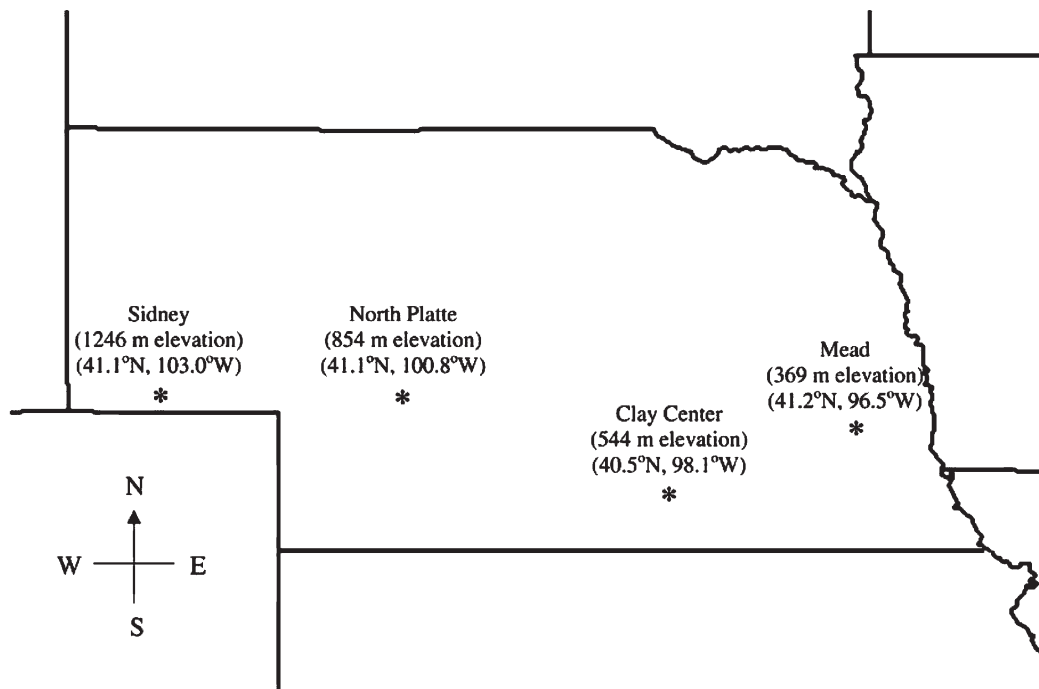 Sidney
(1246 m elevation)
(41.1°N, 103.0°W)
*
North Platte
(854 m elevation)
(41.1°N, 100.8°W)
*
Mead
(369 m elevation)
(41.2°N, 96.5°W)
*
Clay Center
(544 m elevation)
(40.5°N, 98.1°W)
*
N
W E
S